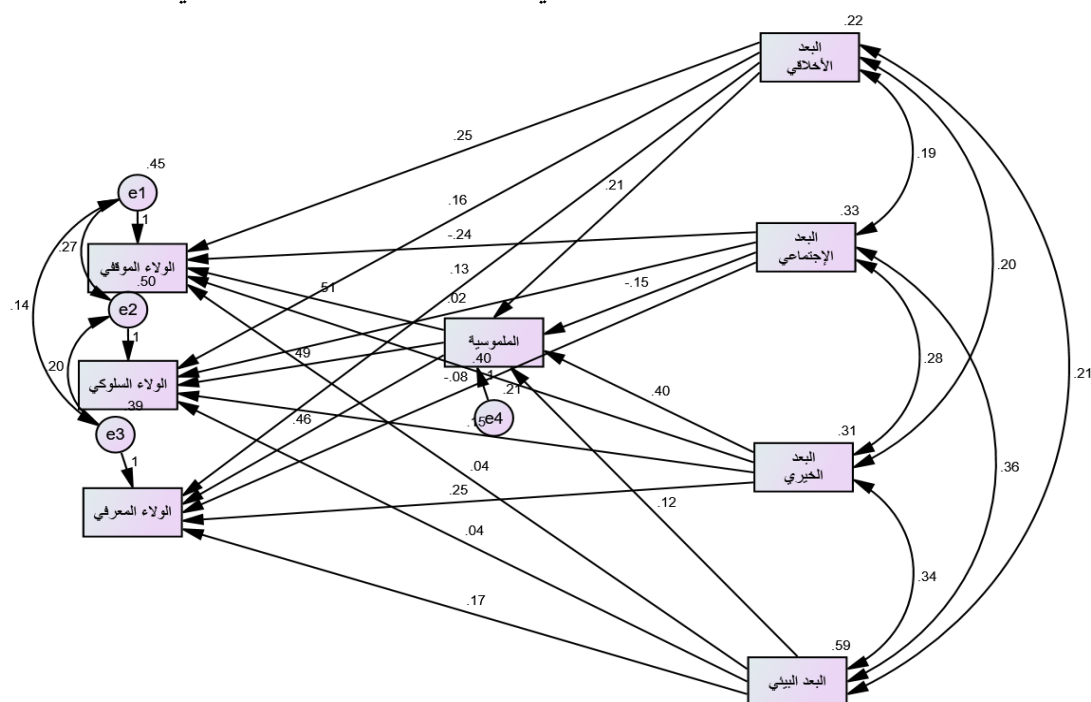 .22
البعد
الأخلاقي
.25
.45
e1
1
.21
.19
.16
.33
البعد
الإجتماعي
-.24
.27
الولاء الموقفي
.50
.13
-.15
.20
.51
.02
.14
e2
1
الملموسية
.49
.40
1
.28
.21
.20
الولاء السلوكي
-.08
.21
.40
.39
e4
.15
.46
.31
e3
1
البعد
الخيري
.36
.04
.25
الولاء المعرفي
.12
.04
.34
.17
.59
البعد البيئي